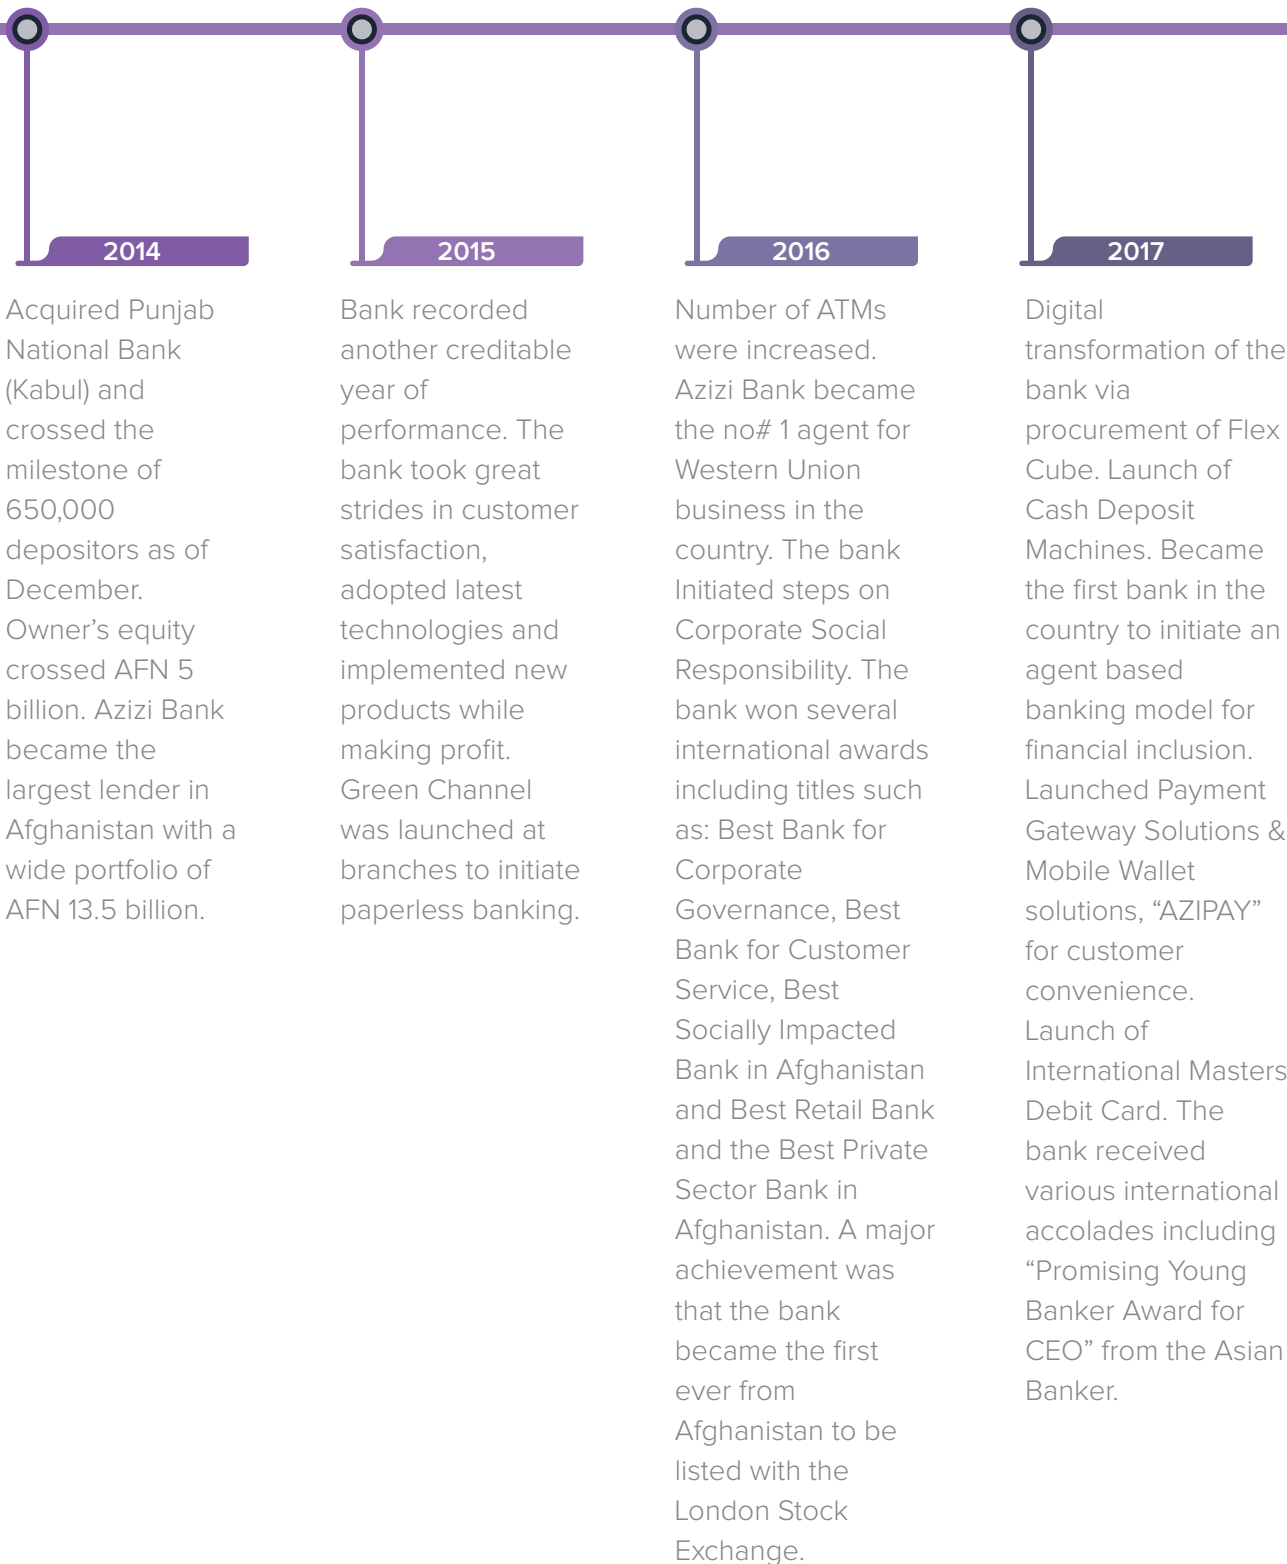 2014
Acquired Punjab
National Bank
(Kabul) and
crossed the
milestone of
650,000
depositors as of
December.
Owner’s equity
crossed AFN 5
billion. Azizi Bank
became the
largest lender in
Afghanistan with a
wide portfolio of
AFN 13.5 billion.
2015
Bank recorded
another creditable
year of
performance. The
bank took great
strides in customer
satisfaction,
adopted latest
technologies and
implemented new
products while
making profit.
Green Channel
was launched at
branches to initiate
paperless banking.
2016
Number of ATMs
were increased.
Azizi Bank became
the no# 1 agent for
Western Union
business in the
country. The bank
Initiated steps on
Corporate Social
Responsibility. The
bank won several
international awards
including titles such
as: Best Bank for
Corporate
Governance, Best
Bank for Customer
Service, Best
Socially Impacted
Bank in Afghanistan
and Best Retail Bank
and the Best Private
Sector Bank in
Afghanistan. A major
achievement was
that the bank
became the first
ever from
Afghanistan to be
listed with the
London Stock
Exchange.
2017
Digital
transformation of the
bank via
procurement of Flex
Cube. Launch of
Cash Deposit
Machines. Became
the first bank in the
country to initiate an
agent based
banking model for
financial inclusion.
Launched Payment
Gateway Solutions &
Mobile Wallet
solutions, “AZIPAY”
for customer
convenience.
Launch of
International Masters
Debit Card. The
bank received
various international
accolades including
“Promising Young
Banker Award for
CEO” from the Asian
Banker.